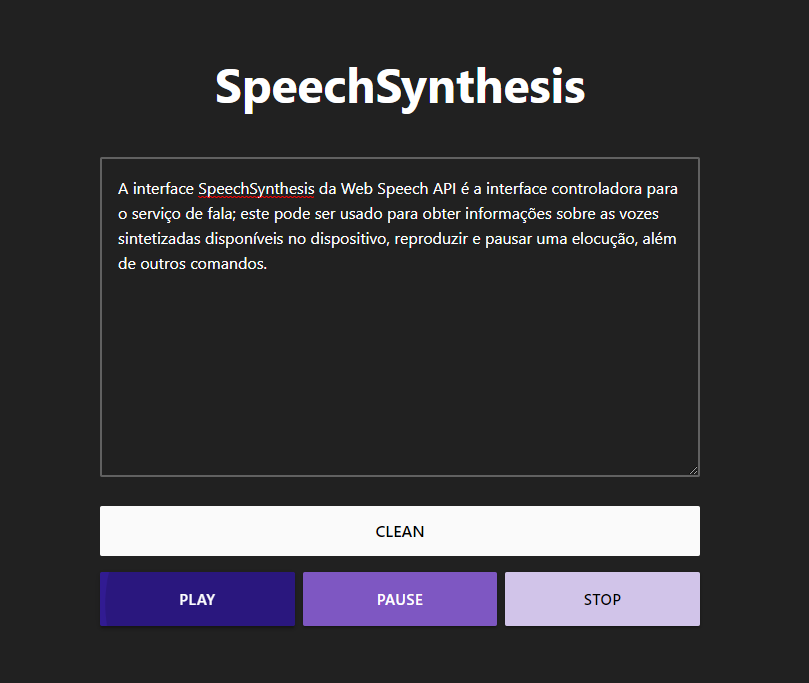 SpeechSynthesis
A interface SpeechSynthesis da Web Speech API é a interface controladora para
o serviço de fala; este pode ser usado para obter informações sobre as vozes
sintetizadas disponíveis no dispositivo, reproduzir e pausar uma elocução, além
de outros comandos.
CLEAN
PLAY
PAUSE
STOP